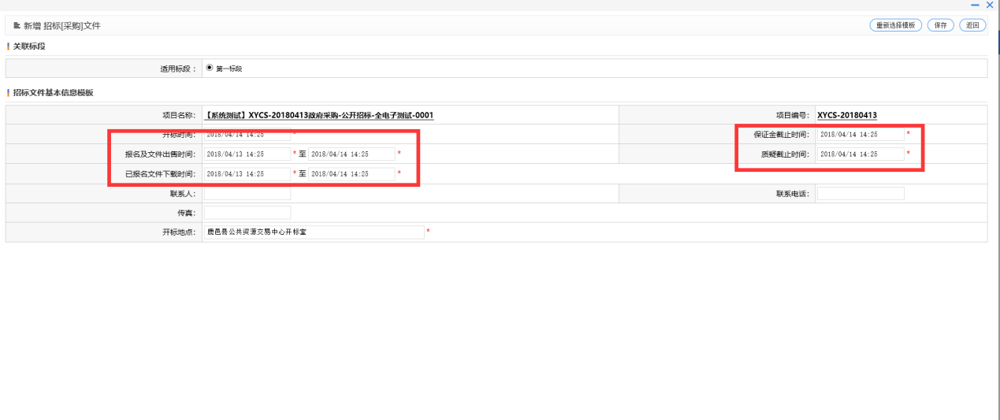 新增 招标[采购]文件 重新选择模板 保存 返回
关联标段
适用标段： 第一标段
招标文件基本信息模板
项目名称： 【系统测试】XYCS-20180413政府采购-公开招标-全电子测试-0001 项目编号： XYCS-20180413
开标时间： 2018/04/14 14:25 * 保证金截止时间： 2018/04/14 14:25 *
报名及文件出售时间： 2018/04/13 14:25 * 至 2018/04/14 14:25 * 质疑截止时间： 2018/04/14 14:25 *
已报名文件下载时间： 2018/04/13 14:25 * 至 2018/04/14 14:25 *
联系人： 联系电话：
传真：
开标地点： 鹿邑县公共资源交易中心开标室 *